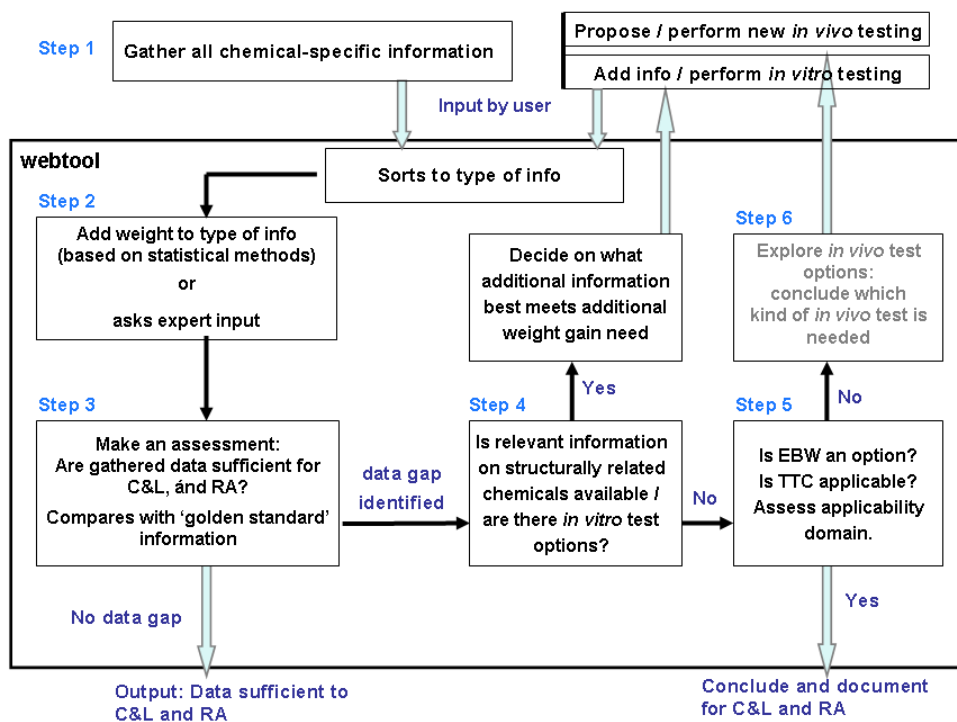 Step 1
Gather all chemical-specific information
Propose / perform new in vivo testing
Add info / perform in vitro testing
Input by user
webtool
Sorts to type of info
Step 2
Add weight to type of info
(based on statistical methods)
or
asks expert input
Decide on what
additional information
best meets additional
weight gain need
Step 6
Explore in vivo test
options:
conclude which
kind of in vivo test is
needed
Yes
No
Step 3
Make an assessment:
Are gathered data sufficient for
C&L, ánd RA?
Compares with ‘golden standard’
information
data gap
identified
Step 4
Is relevant information
on structurally related
chemicals available /
are there in vitro test
options?
No
Step 5
Is EBW an option?
Is TTC applicable?
Assess applicability
domain.
No data gap
Yes
Output: Data sufficient to
C&L and RA
Conclude and document
for C&L and RA